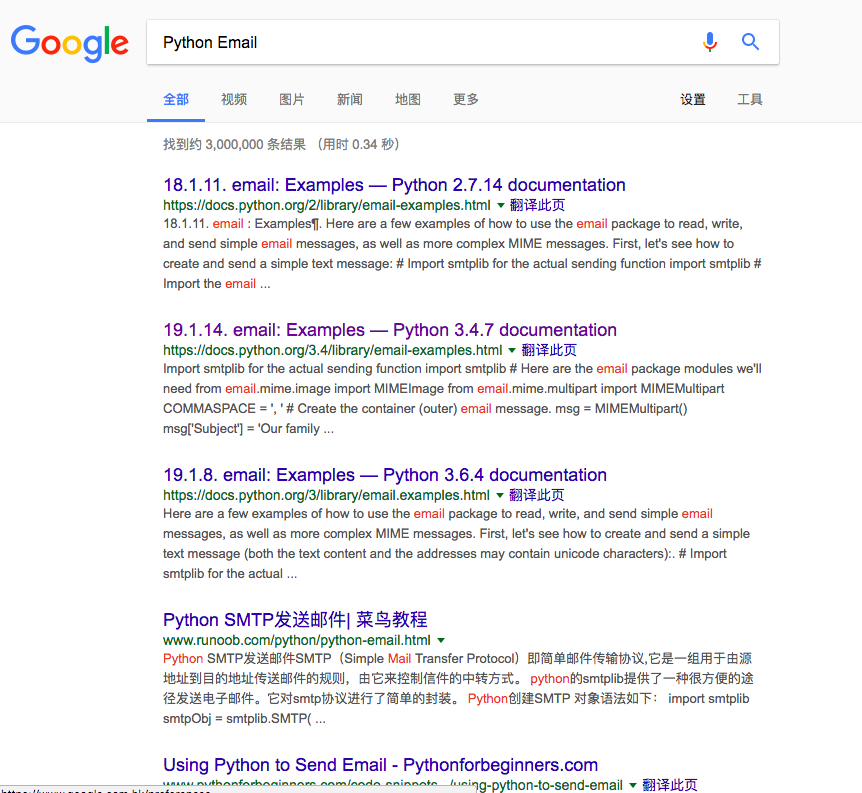 Google
Python Email
全部 视频 图片 新闻 地图 更多 设置 工具
找到约 3,000,000 条结果 （用时 0.34 秒）
18.1.11. email: Examples — Python 2.7.14 documentation
https://docs.python.org/2/library/email-examples.html ▼ 翻译此页
18.1.11. email : Examples¶. Here are a few examples of how to use the email package to read, write,
and send simple email messages, as well as more complex MIME messages. First, let's see how to
create and send a simple text message: # Import smtplib for the actual sending function import smtplib #
Import the email ...
19.1.14. email: Examples — Python 3.4.7 documentation
https://docs.python.org/3.4/library/email-examples.html ▼ 翻译此页
Import smtplib for the actual sending function import smtplib # Here are the email package modules we'll
need from email.mime.image import MIMEImage from email.mime.multipart import MIMEMultipart
COMMASPACE = ', ' # Create the container (outer) email message. msg = MIMEMultipart()
msg['Subject'] = 'Our family ...
19.1.8. email: Examples — Python 3.6.4 documentation
https://docs.python.org/3/library/email.examples.html ▼ 翻译此页
Here are a few examples of how to use the email package to read, write, and send simple email
messages, as well as more complex MIME messages. First, let's see how to create and send a simple
text message (both the text content and the addresses may contain unicode characters):. # Import
smtplib for the actual ...
Python SMTP发送邮件| 菜鸟教程
www.runoob.com/python/python-email.html ▼
Python SMTP发送邮件SMTP（Simple Mail Transfer Protocol）即简单邮件传输协议,它是一组用于由源
地址到目的地址传送邮件的规则，由它来控制信件的中转方式。 python的smtplib提供了一种很方便的途
径发送电子邮件。它对smtp协议进行了简单的封装。 Python创建SMTP 对象语法如下： import smtplib
smtpObj = smtplib.SMTP( ...
Using Python to Send Email - Pythonforbeginners.com
www.pythonforbeginners.com/code-snippets.../using-python-to-send-email ▼ 翻译此页